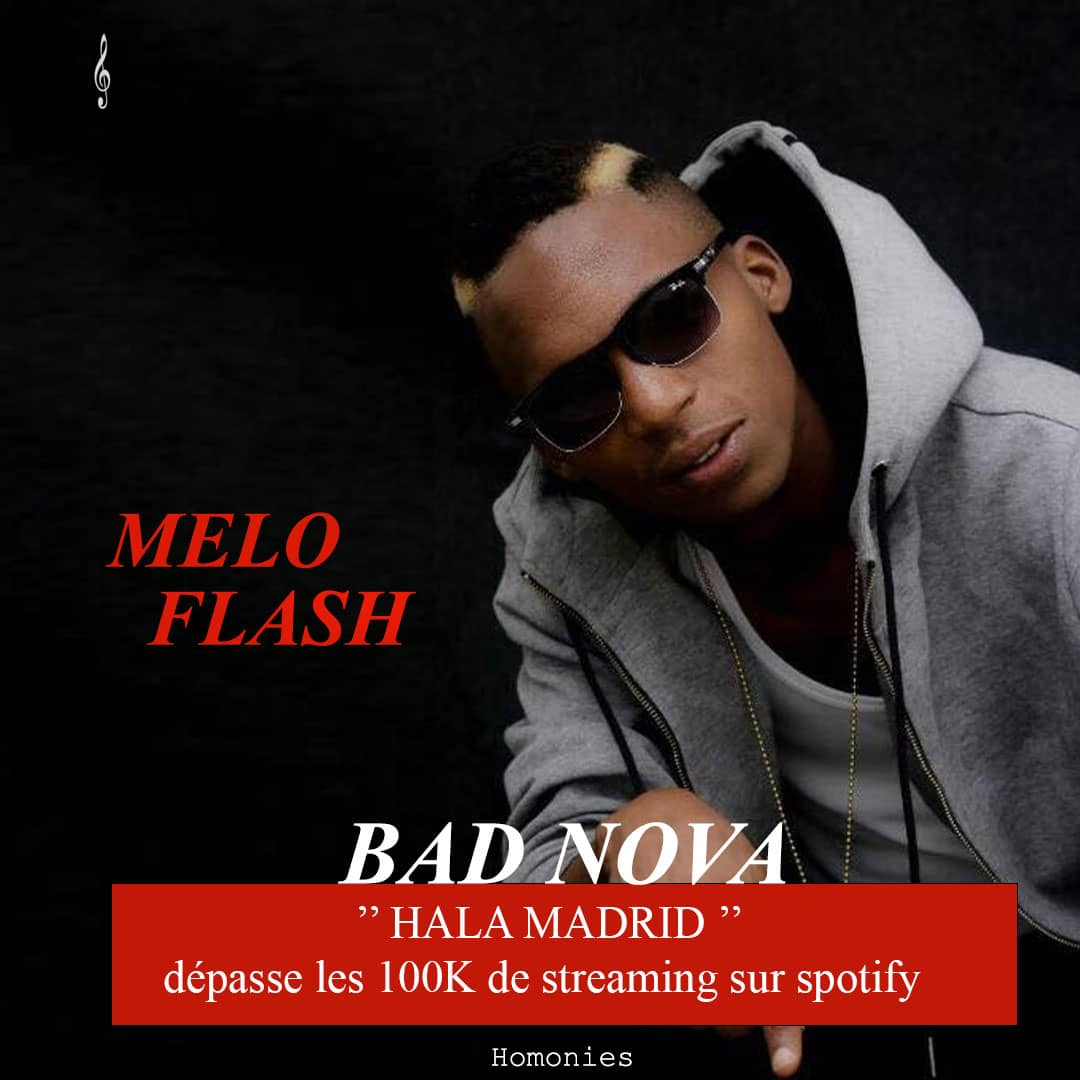 MELO
FLASH
BAD NOVA
’’ HALA MADRID ’’
dépasse les 100K de streaming sur spotify
Homonies